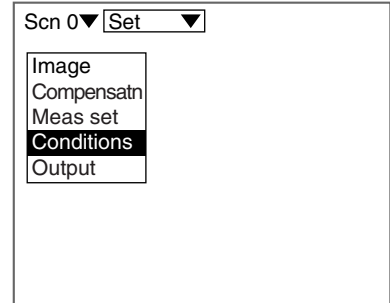 Scn 0▼ Set ▼
Image
Compensatn
Meas set
Conditions
Output